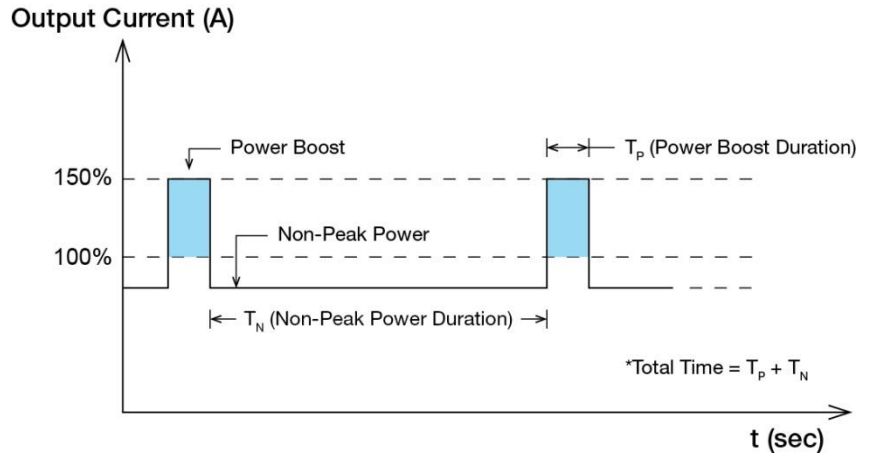 Output Current (A)
Power Boost
T_P (Power Boost Duration)
150%
Non-Peak Power
100%
T_N (Non-Peak Power Duration)
*Total Time = T_P + T_N
t (sec)